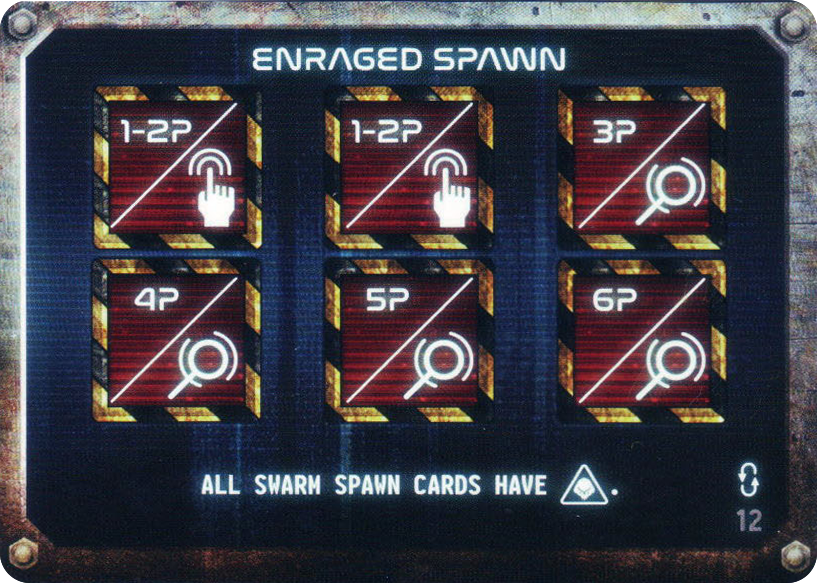 ENRAGED SPAWN
1-2P 1-2P 3P
4P 5P 6P
ALL SWARM SPAWN CARDS HAVE .
12